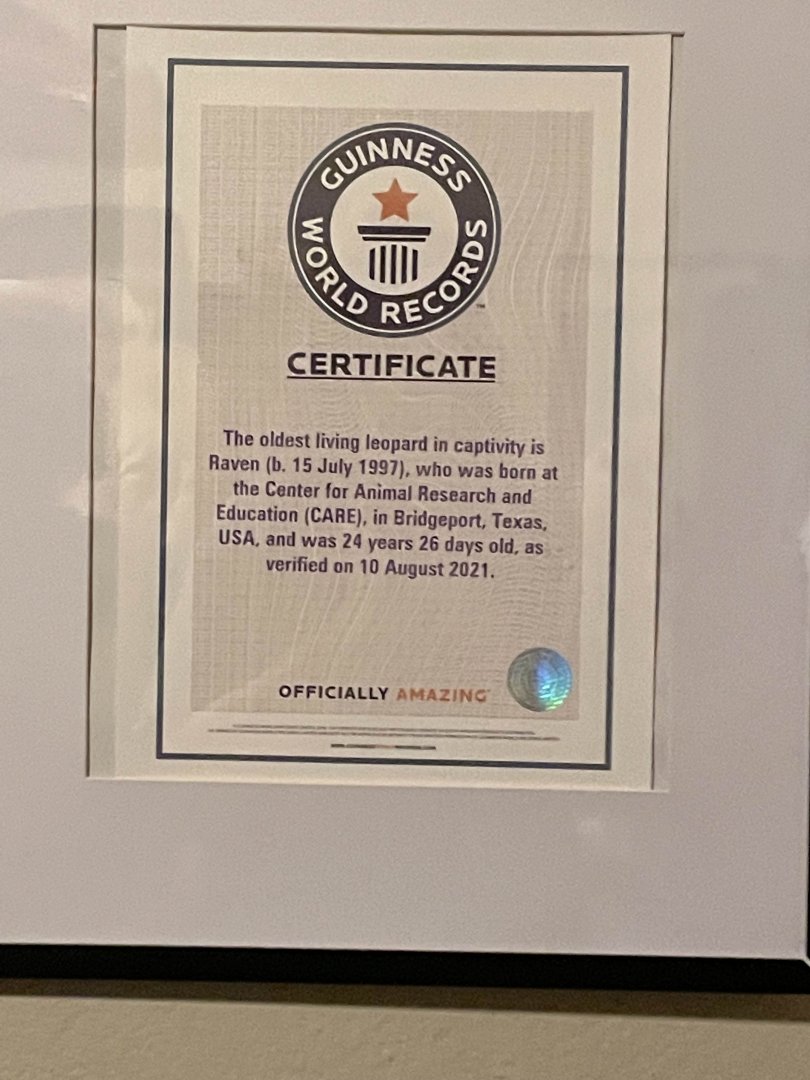 GUINNESS
WORLD RECORDS
™
CERTIFICATE
The oldest living leopard in captivity is
Raven (b. 15 July 1997), who was born at
the Center for Animal Research and
Education (CARE), in Bridgeport, Texas,
USA, and was 24 years 26 days old, as
verified on 10 August 2021.
OFFICIALLY AMAZING